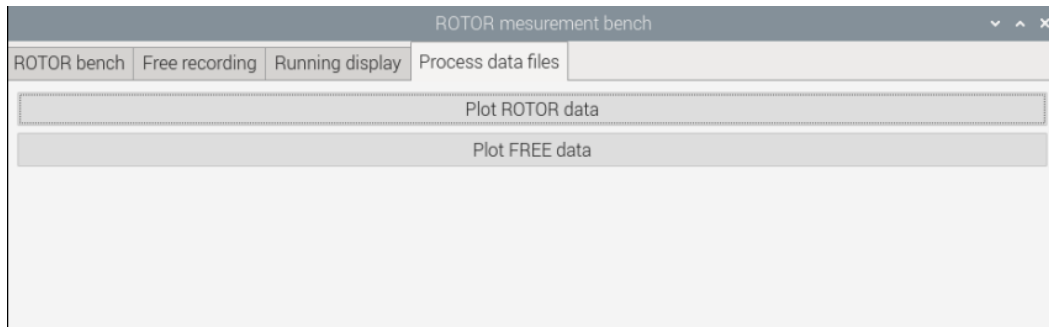 ROTOR mesurement bench
ROTOR bench Free recording Running display Process data files
Plot ROTOR data
Plot FREE data